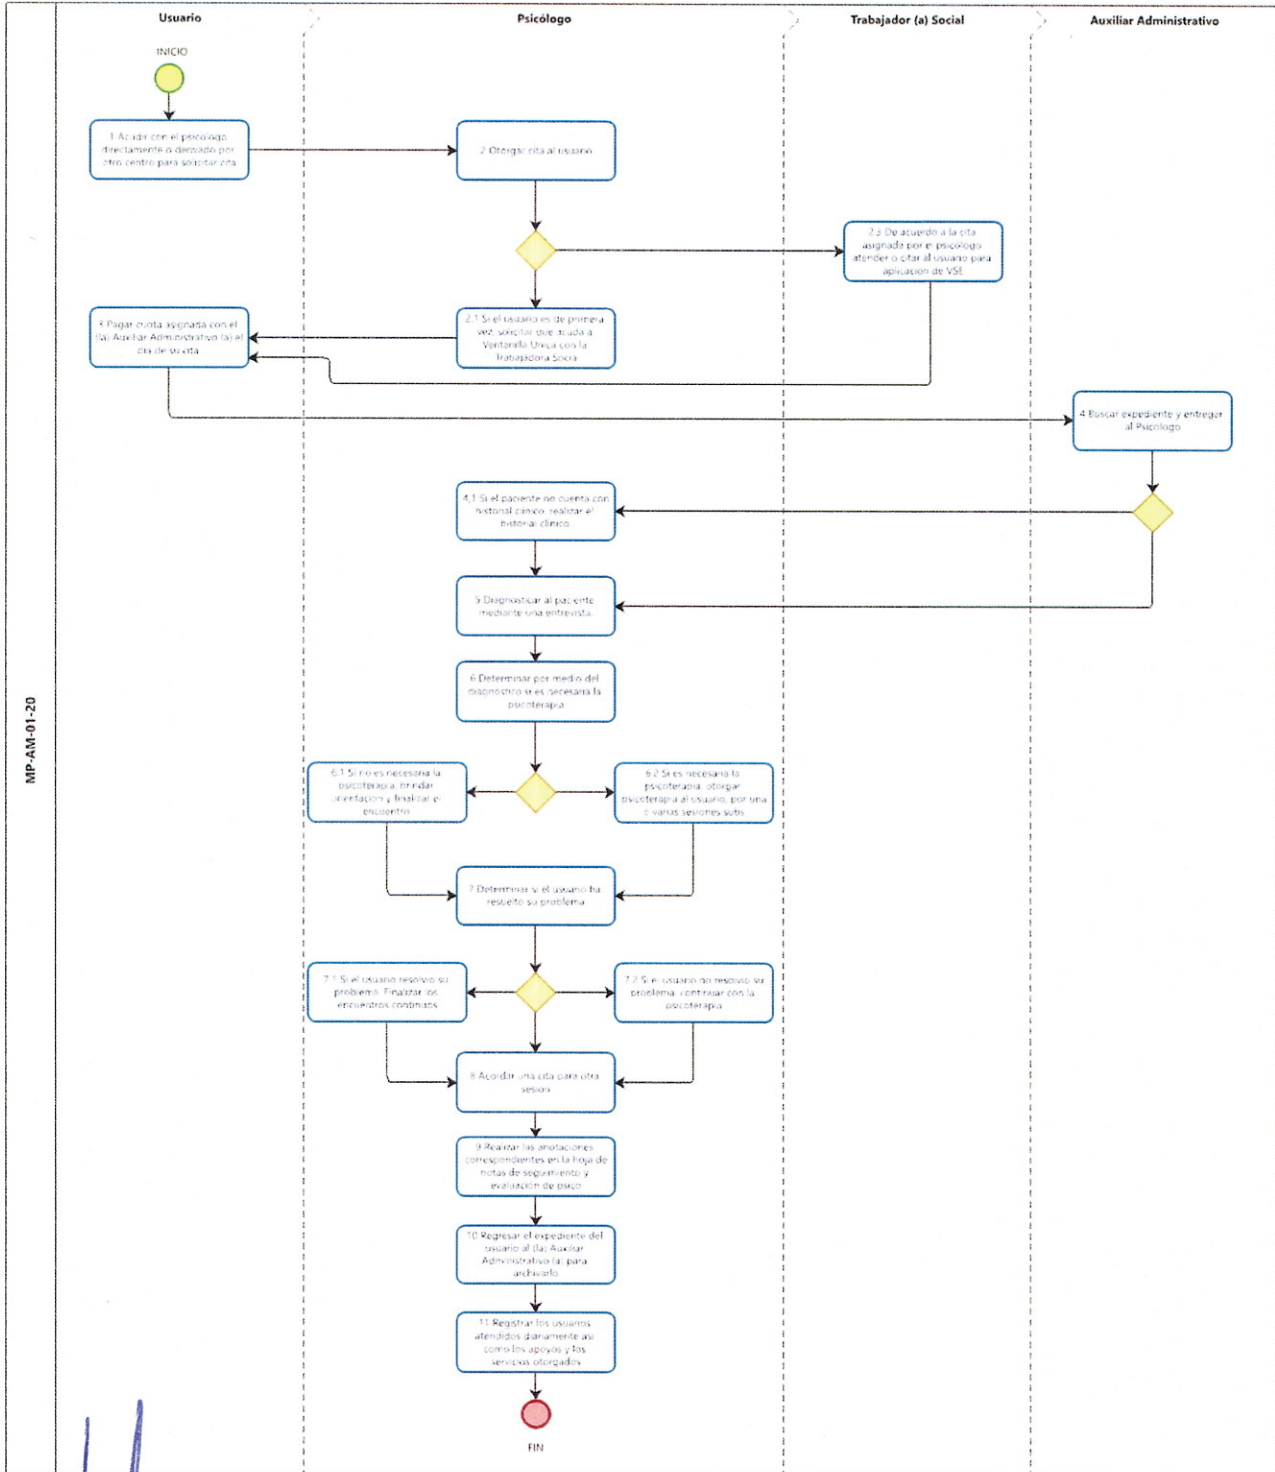 Usuario
Psicólogo
Trabajador (a) Social
Auxiliar Administrativo
MP-AM-01-20
INICIO
1 Acudir con el psicologo
directamente o derivado por
otro centro para solicitar cita
2 Otorgar cita al usuario
2.3 De acuerdo a la cita
asignada por el psicologo
atender o citar al usuario para
aplicacion de VSE
3 Pagar cuota asignada con el
(la) Auxiliar Administrativo (a) el
dia de su cita
2.1 Si el usuario es de primera
vez, solicitar que acuda a
Ventanilla Unica con la
Trabajadora Socia
4 Buscar expediente y entregar
al Psicologo
4.1 Si el paciente no cuenta con
historial clinico, realizar el
historial clinico
5 Diagnosticar al paciente
mediante una entrevista.
6 Determinar por medio del
diagnostico si es necesaria la
psicoterapia
6.1 Si no es necesaria la
psicoterapia, brindar
orientacion y finalizar el
encuentro
6.2 Si es necesaria la
psicoterapia, otorgar
psicoterapia al usuario, por una
o varias sesiones subs
7 Determinar si el usuario ha
resuelto su problema
7.1 Si el usuario resolvio su
problema. Finalizar los
encuentros continuos
7.2 Si el usuario no resolvio su
problema, continuar con la
psicoterapia
8 Acordar una cita para otra
sesion
9 Realizar las anotaciones
correspondientes en la hoja de
notas de seguimiento y
evaluacion de psico
10 Regresar el expediente del
usuario al (la) Auxiliar
Administrativo (a) para
archivarlo
11 Registrar los usuarios
atendidos diariamente asi
como los apoyos y los
servicios otorgados
FIN